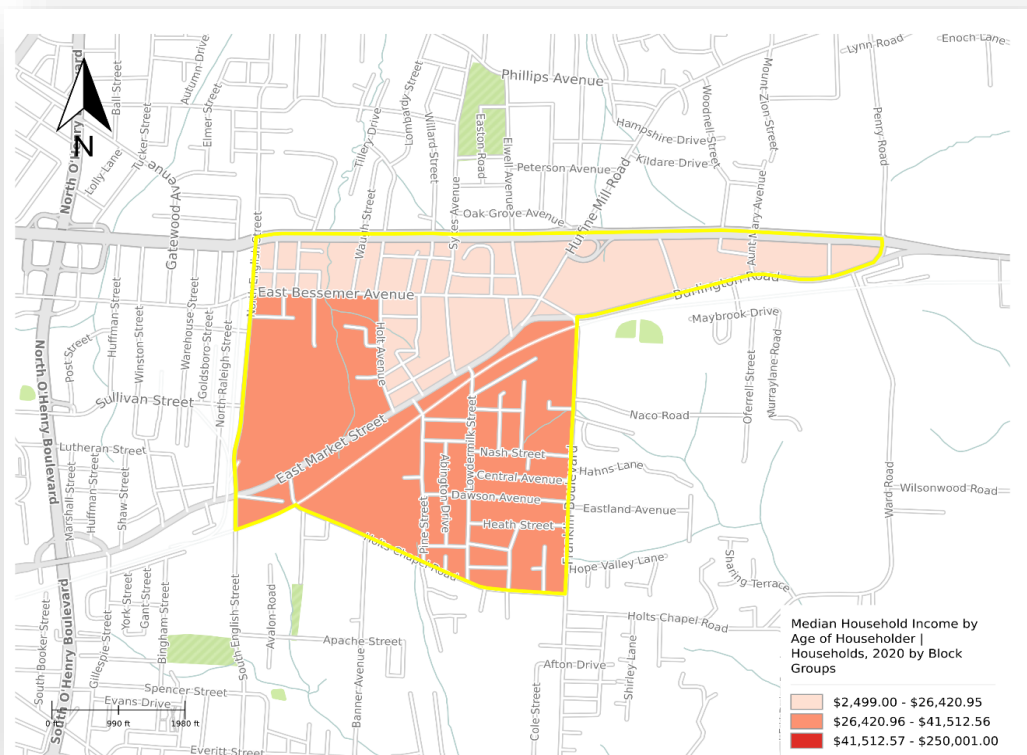 Enoch Lane
Lynn Road
Autumn Drive
Ball Street
Phillips Avenue
Mount Zion Street
Lombardy Street
Elmer Street
Tucker Street
Woodnell Street
Willard Street
Easton Road
Elwell Avenue
Tillery Drive
Penry Road
Hampshire Drive
Kildare Drive
N
Lolly Lane
Peterson Avenue
North O'Henry B
Gatewood Avenue
Oak Grove Avenue
Huffine Mill Road
Aunt Mary Avenue
Waugh Street
Sykes Avenue
North English Street
Burlington Road
East Bessemer Avenue
Maybrook Drive
Huffman Street
Warehouse Street
Goldsboro Street
Winston Street
Post Street
North Raleigh Street
Holt Avenue
Oferrell Street
Murraylane Road
North O'Henry Boulevard
Sullivan Street
Naco Road
East Market Street
Lowdermilk Street
Lutheran Street
Nash Street
Hahns Lane
Abington Drive
Central Avenue
Wilsonwood Road
Marshall Street
Huffman Street
Shaw Street
Dawson Avenue
Eastland Avenue
Franklin Boulevard
Ward Road
Pine Street
Heath Street
Holts Chapel Road
Hope Valley Lane
Sharing Terrace
York Street
Gant Street
Bingham Street
South English Street
Avalon Road
Holts Chapel Road
South Booker Street
South O'Henry Boulevard
Gillespie Street
Apache Street
Banner Avenue
Shirley Lane
Afton Drive
Cole Street
Spencer Street
Evans Drive
0 ft 990 ft 1980 ft
Everitt Street
Median Household Income by
Age of Householder |
Households, 2020 by Block
Groups
$2,499.00 - $26,420.95
$26,420.96 - $41,512.56
$41,512.57 - $250,001.00